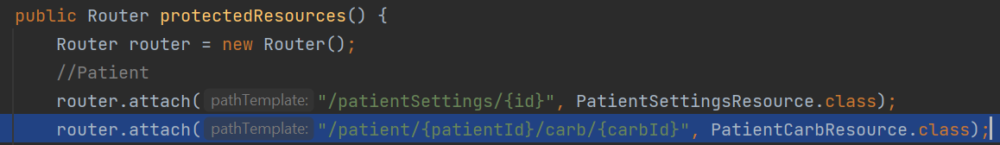 public Router protectedResources() {
Router router = new Router();
//Patient
router.attach( pathTemplate: "/patientSettings/{id}", PatientSettingsResource.class);
router.attach( pathTemplate: "/patient/{patientId}/carb/{carbId}", PatientCarbResource.class);